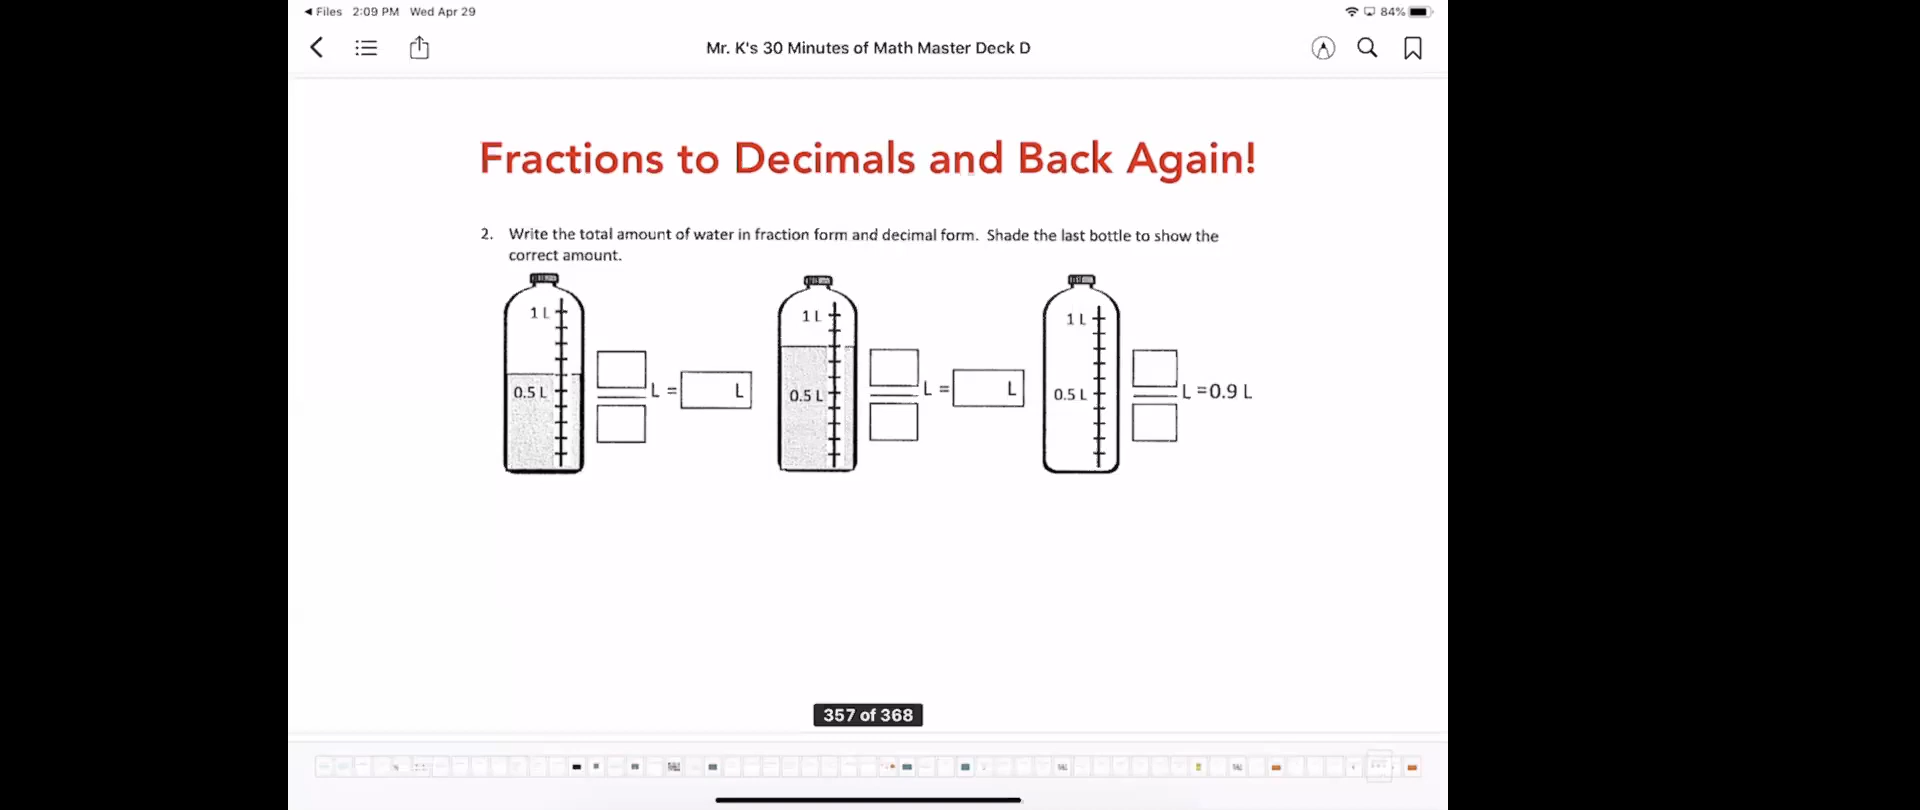 Files 2:09 PM Wed Apr 29 84%
Mr. K's 30 Minutes of Math Master Deck D
Fractions to Decimals and Back Again!
2. Write the total amount of water in fraction form and decimal form. Shade the last bottle to show the
correct amount.
1 L 1 L 1 L
0.5 L L = L 0.5 L L = L 0.5 L L = 0.9 L
357 of 368